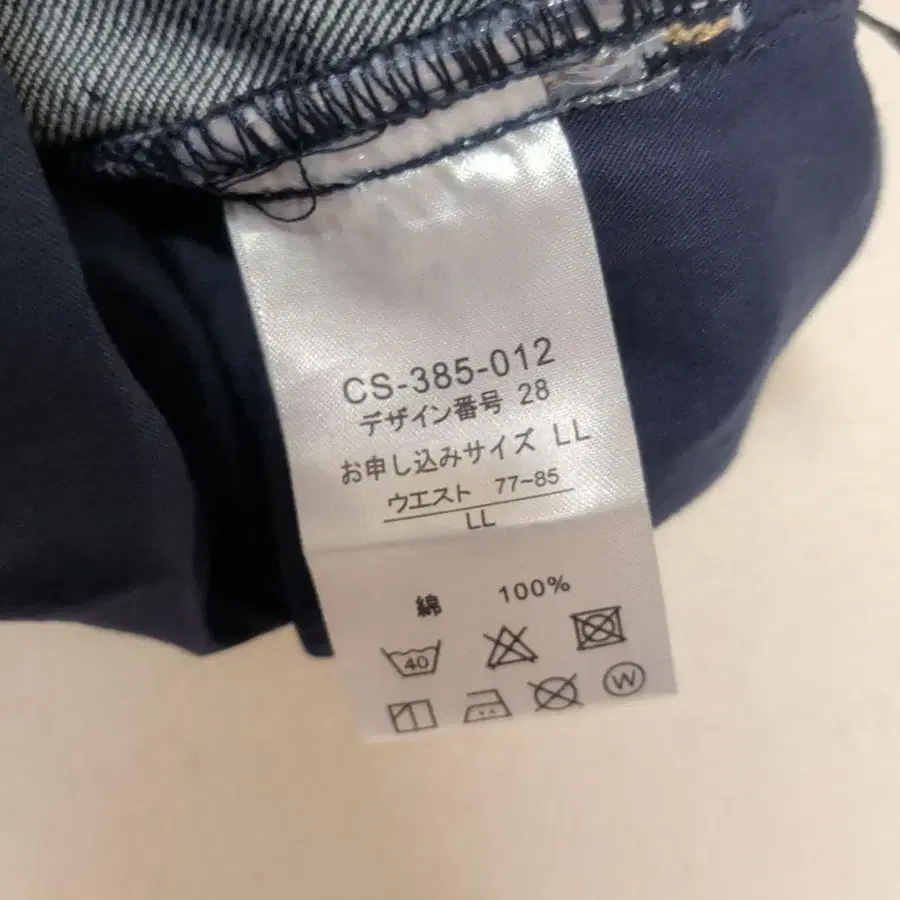 CS-385-012
デザイン番号 28
お申し込みサイズ LL
ウエスト 77~85
LL
綿 100%
40
W